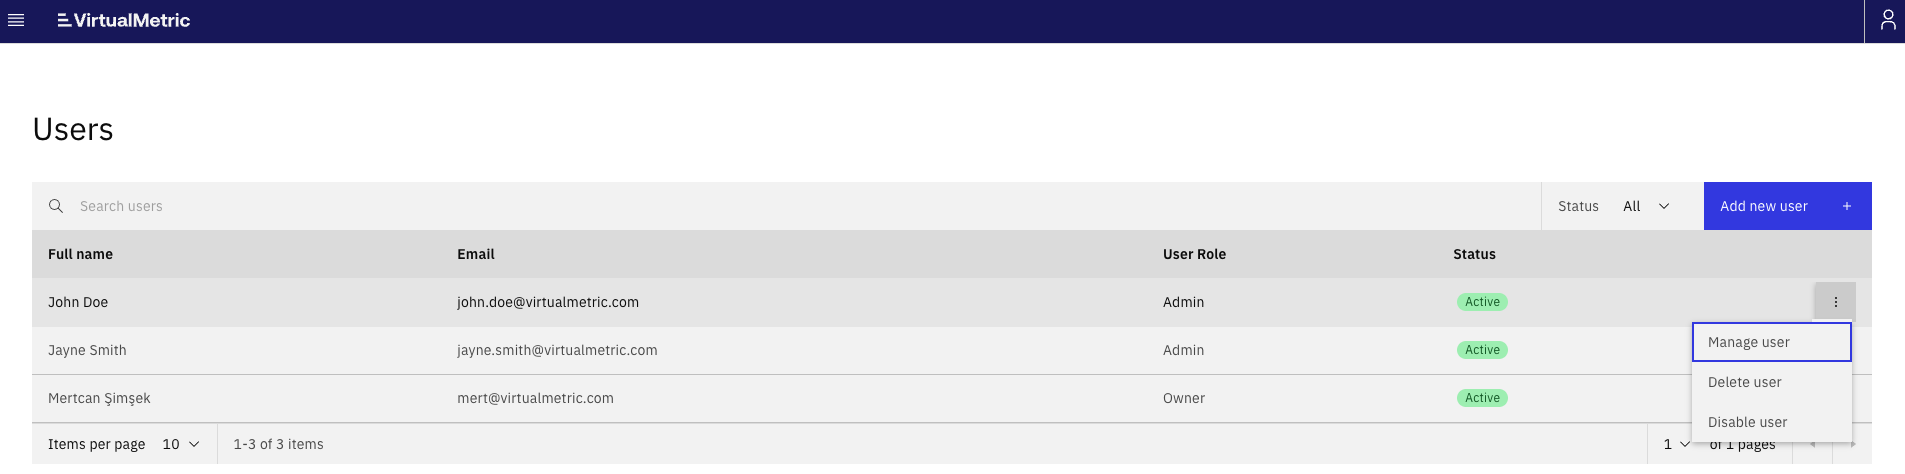 VirtualMetric
Users
Search users
Status All
Add new user +
Full name Email User Role Status
John Doe john.doe@virtualmetric.com Admin Active
Jayne Smith jayne.smith@virtualmetric.com Admin Active
Manage user
Delete user
Mertcan Şimşek mert@virtualmetric.com Owner Active
Disable user
Items per page 10 1-3 of 3 items 1 of 1 pages